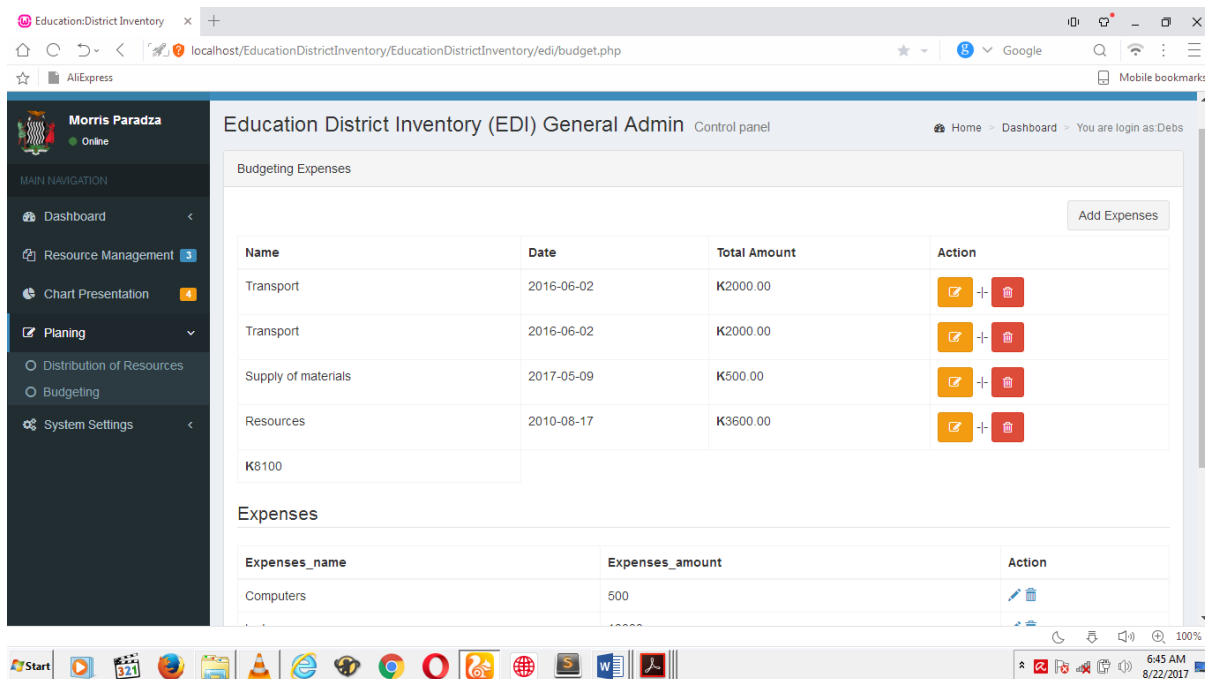 Education:District Inventory
localhost/EducationDistrictInventory/EducationDistrictInventory/edi/budget.php
Google
AliExpress
Mobile bookmarks
Morris Paradza
Online
Education District Inventory (EDI) General Admin Control panel
Home > Dashboard > You are login as:Debs
MAIN NAVIGATION
Dashboard
Resource Management 3
Chart Presentation 4
Planing
Distribution of Resources
Budgeting
System Settings
Budgeting Expenses
Add Expenses
Name Date Total Amount Action
Transport 2016-06-02 K2000.00 -|-
Transport 2016-06-02 K2000.00 -|-
Supply of materials 2017-05-09 K500.00 -|-
Resources 2010-08-17 K3600.00 -|-
K8100
Expenses
Expenses_name Expenses_amount Action
Computers 500
100%
Start
321
6:45 AM
8/22/2017